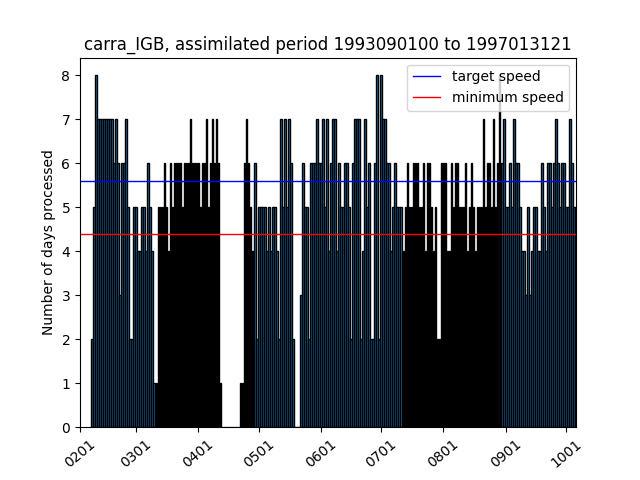 carra_IGB, assimilated period 1993090100 to 1997013121
target speed
minimum speed
Number of days processed
8
7
6
5
4
3
2
1
0
0201 0301 0401 0501 0601 0701 0801 0901 1001